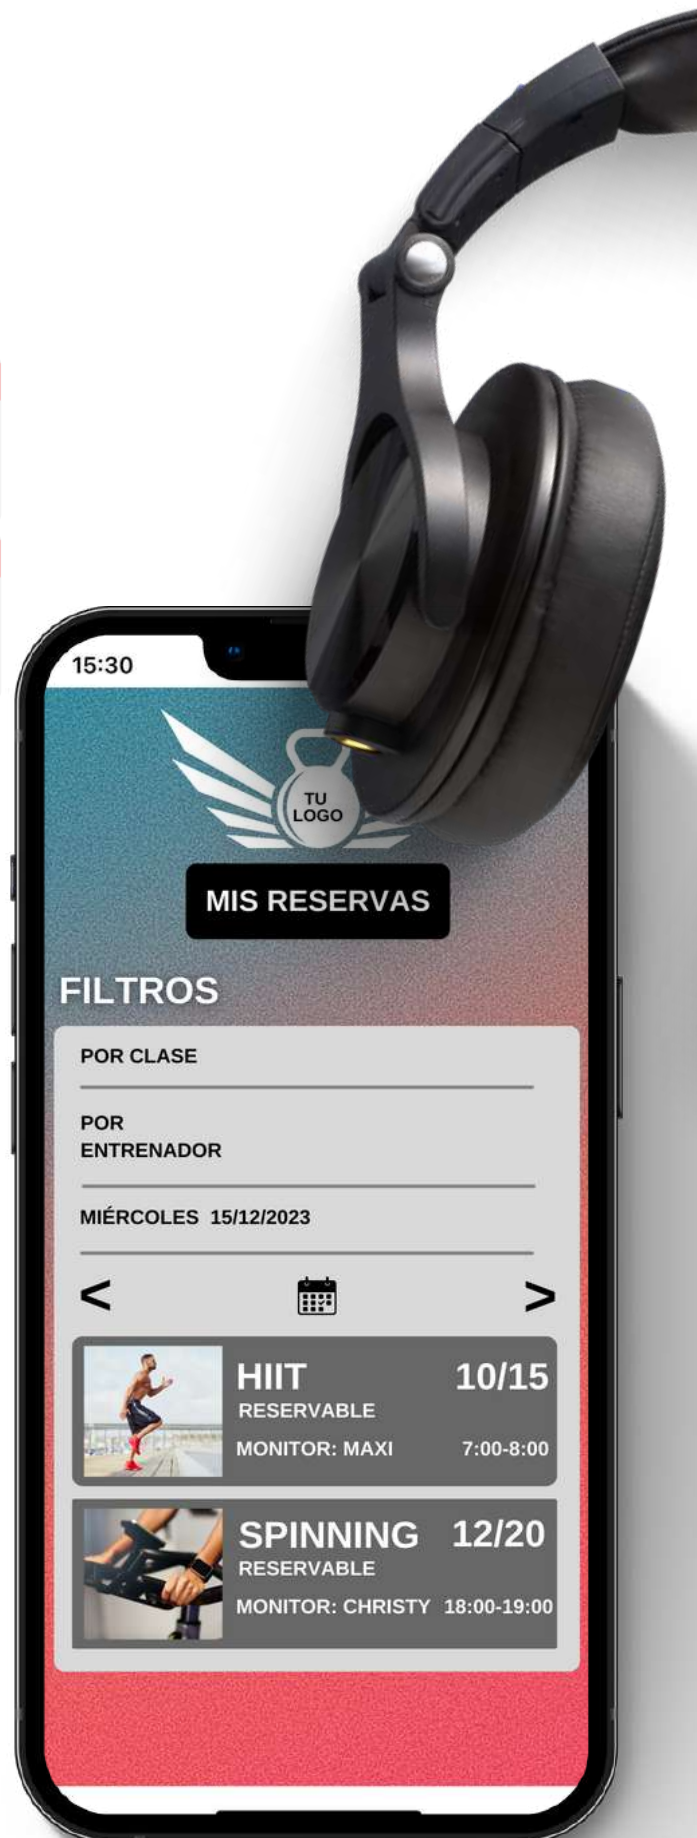 15:30
TU
LOGO
MIS RESERVAS
FILTROS
POR CLASE
POR
ENTRENADOR
MIÉRCOLES 15/12/2023
< >
HIIT 10/15
RESERVABLE
MONITOR: MAXI 7:00-8:00
SPINNING 12/20
RESERVABLE
MONITOR: CHRISTY 18:00-19:00